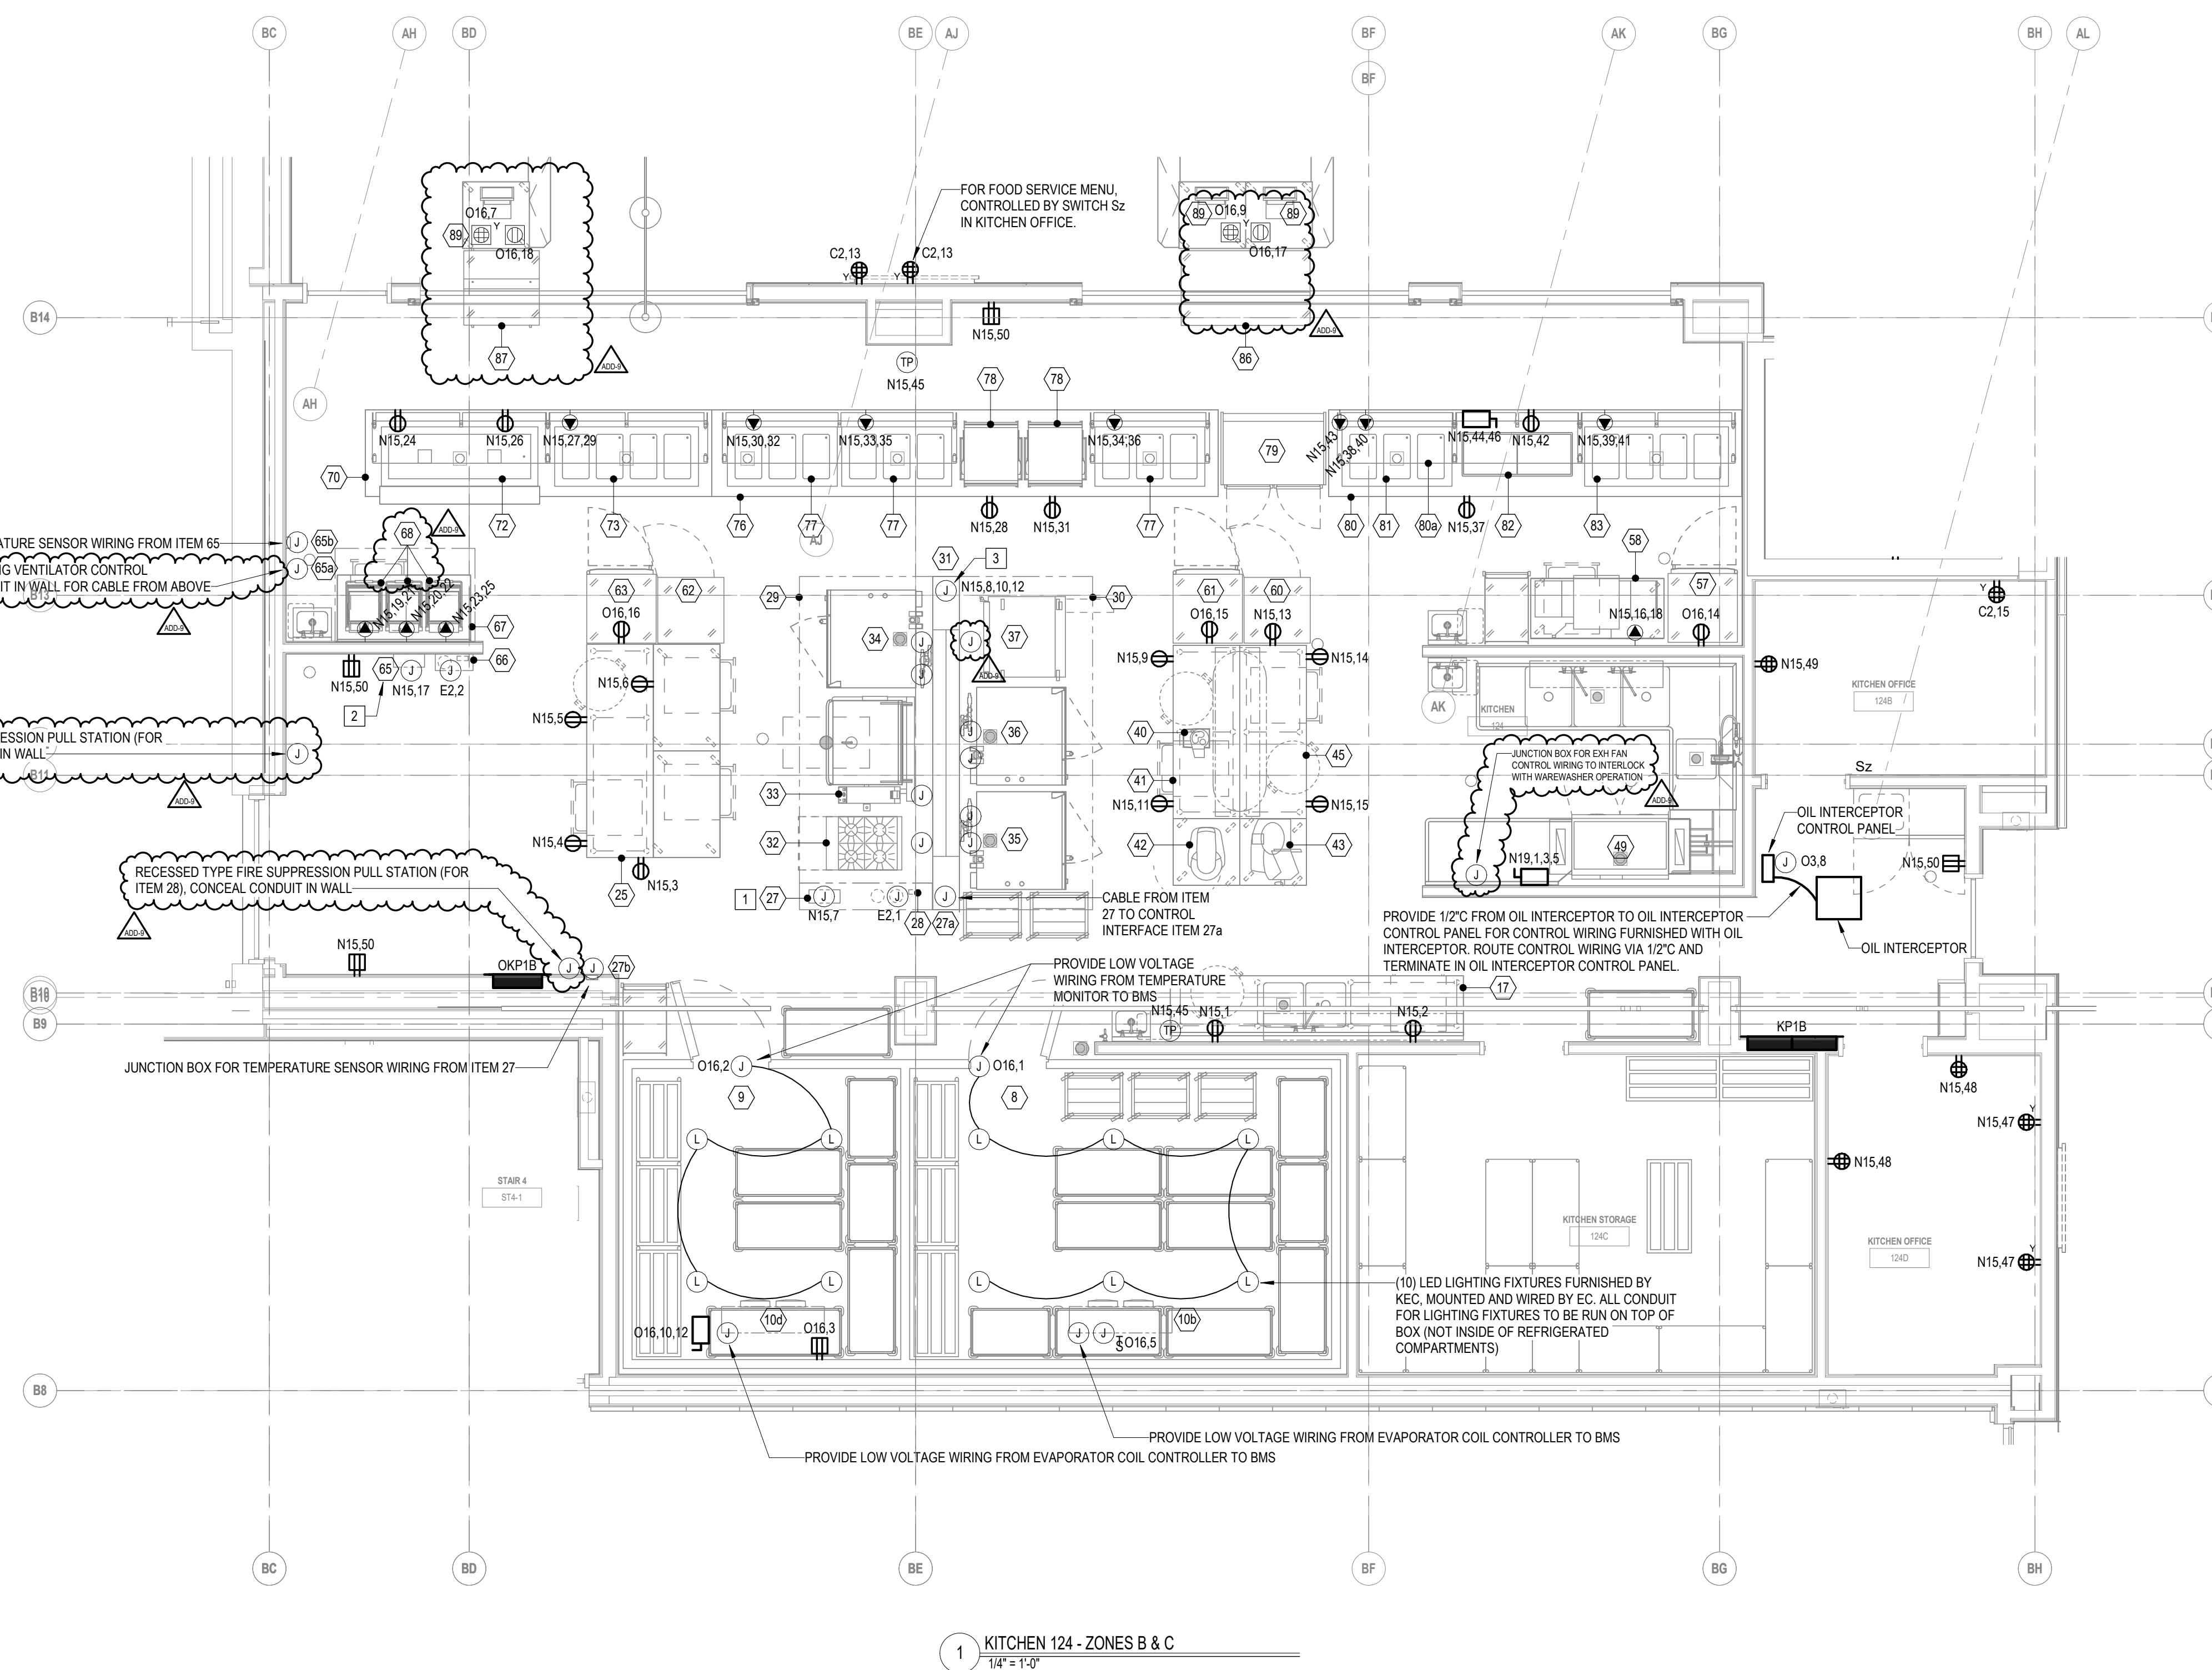 BC
AH
BD
BE
AJ
BF
AK
BG
BH
AL
BF
FOR FOOD SERVICE MENU,
CONTROLLED BY SWITCH Sz
IN KITCHEN OFFICE.
O16,7
Y
89
O16,18
89
O16,9
89
Y
O16,17
C2,13
C2,13
Y
Y
B14
N15,50
ADD-9
87
ADD-9
86
TP
N15,45
AH
78
78
N15,24
N15,26
N15,27,29
N15,30,32
N15,33,35
N15,34,36
N15,43
N15,38,40
N15,44,46
N15,42
N15,39,41
79
70
72
73
76
77
77
N15,28
N15,31
77
80
81
80a
N15,37
82
83
68
ADD-9
AJ
ATURE SENSOR WIRING FROM ITEM 65
J
65b
NG VENTILATOR CONTROL
IT IN WALL FOR CABLE FROM ABOVE
J
65a
B13
ADD-9
N15,19,21
N15,20,22
N15,23,25
67
66
63
62
O16,16
31
3
29
J
N15,8,10,12
30
34
J
J
J
37
ADD-9
61
60
O16,15
N15,13
58
57
N15,16,18
O16,14
Y
C2,15
N15,50
65
J
N15,17
J
E2,2
2
N15,6
N15,5
N15,9
N15,14
N15,49
KITCHEN OFFICE
124B
AK
KITCHEN
124
ESSION PULL STATION (FOR
IN WALL
J
B11
ADD-9
J
J
36
40
45
41
33
J
N15,11
N15,15
JUNCTION BOX FOR EXH FAN
CONTROL WIRING TO INTERLOCK
WITH WAREWASHER OPERATION
ADD-9
Sz
OIL INTERCEPTOR
CONTROL PANEL
J
O3,8
N15,50
N15,4
32
J
J
J
35
42
43
N19,1,3,5
49
J
RECESSED TYPE FIRE SUPPRESSION PULL STATION (FOR
ITEM 28), CONCEAL CONDUIT IN WALL
ADD-9
25
N15,3
1
27
J
N15,7
J
E2,1
28
27a
J
CABLE FROM ITEM
27 TO CONTROL
INTERFACE ITEM 27a
PROVIDE 1/2"C FROM OIL INTERCEPTOR TO OIL INTERCEPTOR
CONTROL PANEL FOR CONTROL WIRING FURNISHED WITH OIL
INTERCEPTOR. ROUTE CONTROL WIRING VIA 1/2"C AND
TERMINATE IN OIL INTERCEPTOR CONTROL PANEL.
OIL INTERCEPTOR
N15,50
OKP1B
J
J
27b
B10
B9
PROVIDE LOW VOLTAGE
WIRING FROM TEMPERATURE
MONITOR TO BMS
17
N15,45
TP
N15,1
N15,2
KP1B
JUNCTION BOX FOR TEMPERATURE SENSOR WIRING FROM ITEM 27
O16,2
J
9
J
O16,1
8
N15,48
Y
N15,47
N15,48
L
L
L
L
L
STAIR 4
ST4-1
KITCHEN STORAGE
124C
KITCHEN OFFICE
124D
Y
N15,47
L
L
L
L
L
(10) LED LIGHTING FIXTURES FURNISHED BY
KEC, MOUNTED AND WIRED BY EC. ALL CONDUIT
FOR LIGHTING FIXTURES TO BE RUN ON TOP OF
BOX (NOT INSIDE OF REFRIGERATED
COMPARTMENTS)
O16,10,12
J
10d
O16,3
J
J
O16,5
10b
B8
PROVIDE LOW VOLTAGE WIRING FROM EVAPORATOR COIL CONTROLLER TO BMS
PROVIDE LOW VOLTAGE WIRING FROM EVAPORATOR COIL CONTROLLER TO BMS
BC
BD
BE
BF
BG
BH
1
KITCHEN 124 - ZONES B & C
1/4" = 1'-0"